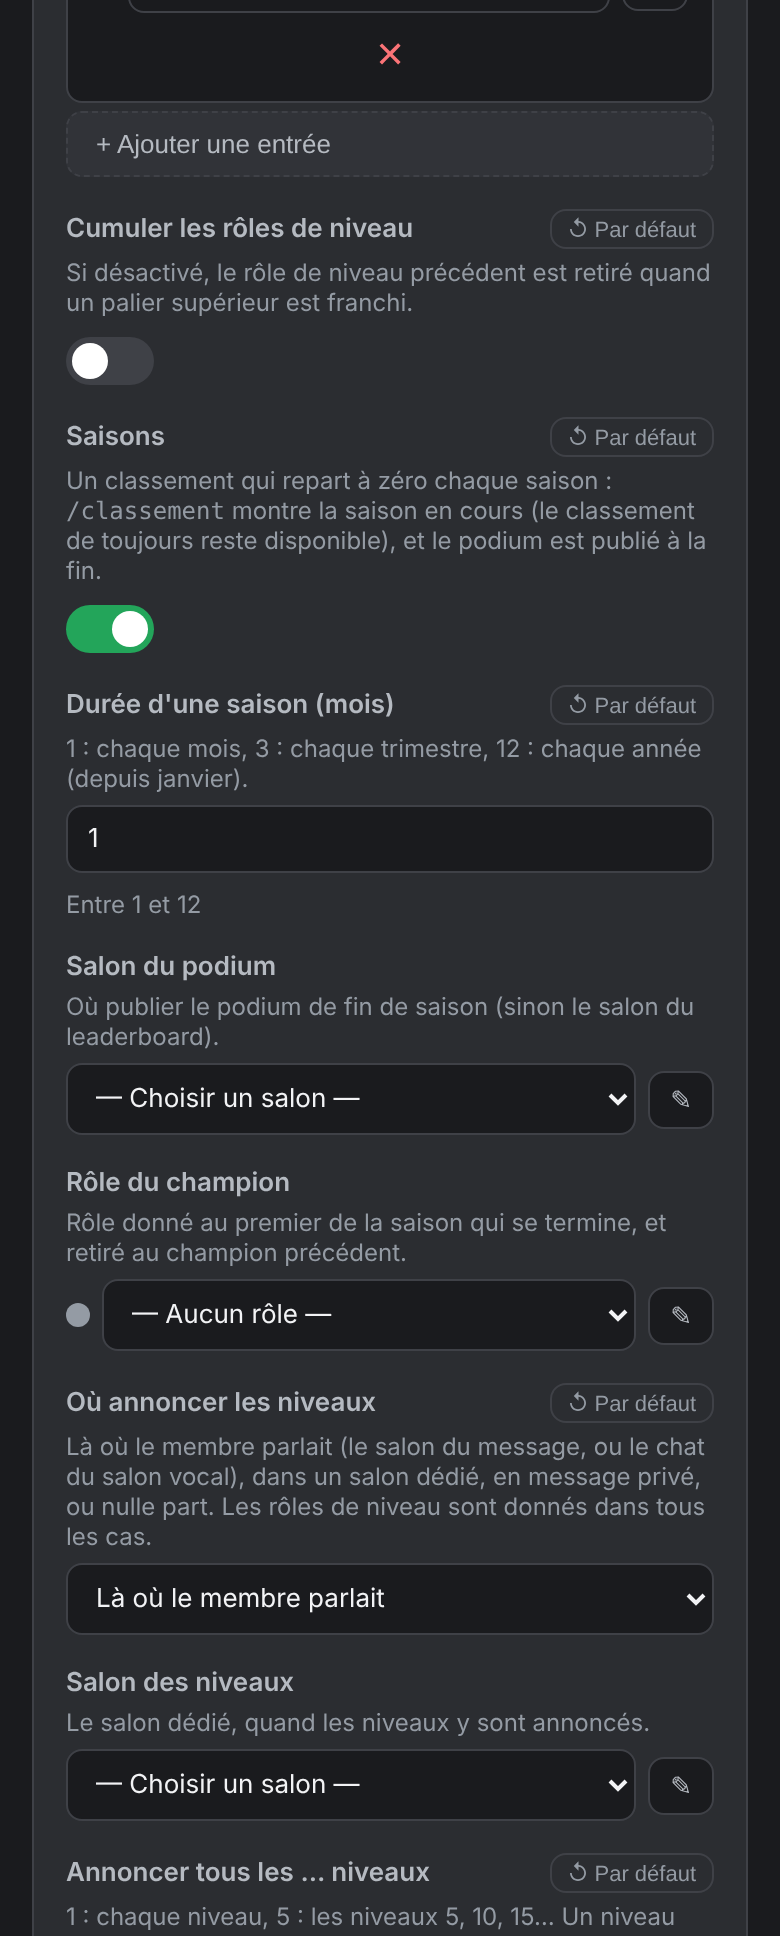 + Ajouter une entrée
Cumuler les rôles de niveau
Par défaut
Si désactivé, le rôle de niveau précédent est retiré quand
un palier supérieur est franchi.
Saisons
Par défaut
Un classement qui repart à zéro chaque saison :
/classement montre la saison en cours (le classement
de toujours reste disponible), et le podium est publié à la
fin.
Durée d'une saison (mois)
Par défaut
1 : chaque mois, 3 : chaque trimestre, 12 : chaque année
(depuis janvier).
1
Entre 1 et 12
Salon du podium
Où publier le podium de fin de saison (sinon le salon du
leaderboard).
— Choisir un salon —
Rôle du champion
Rôle donné au premier de la saison qui se termine, et
retiré au champion précédent.
— Aucun rôle —
Où annoncer les niveaux
Par défaut
Là où le membre parlait (le salon du message, ou le chat
du salon vocal), dans un salon dédié, en message privé,
ou nulle part. Les rôles de niveau sont donnés dans tous
les cas.
Là où le membre parlait
Salon des niveaux
Le salon dédié, quand les niveaux y sont annoncés.
— Choisir un salon —
Annoncer tous les … niveaux
Par défaut
1 : chaque niveau, 5 : les niveaux 5, 10, 15… Un niveau